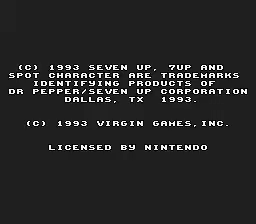 (C) 1993 SEVEN UP, 7UP AND
SPOT CHARACTER ARE TRADEMARKS
IDENTIFYING PRODUCTS OF
DR PEPPER/SEVEN UP CORPORATION
DALLAS, TX 1993.
(C) 1993 VIRGIN GAMES,INC.
LICENSED BY NINTENDO